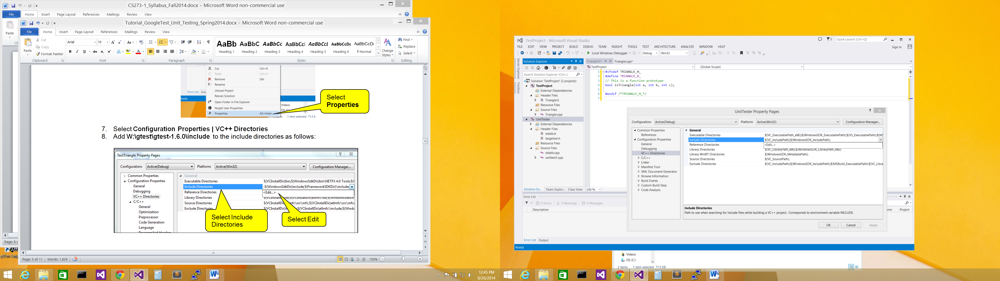 CS273-1_Syllabus_Fall2014.docx - Microsoft Word non-commercial use
File Home Insert Page Layout References Mailings Review View
Paste
Page: 6
gVim Easy
Tutorial_GoogleTest_Unit_Testing_Spring2014.docx - Microsoft Word non-commercial use
File Home Insert Page Layout References Mailings Review View
Paste
Cut
Copy
Format Painter
Clipboard
Arial 10
Font
Paragraph
AaBb AaBbC AaBbCc AaBbCcI AaBbCcI AaBbCcDc AaBbCcDc
Heading 1 Heading 2 Heading 3 Heading 4 Heading 5 Heading 6 ¶ Normal
Change Styles
Styles
Find
Replace
Select
Editing
Cut Ctrl+X
Paste Ctrl+V
Remove Del
Rename
Unload Project
Rescan Solution
Open Folder in File Explorer
Nsight User Properties
Properties Alt+Enter
Error List Out
eady
Videos
OS (C:
items 1 item selected 71.5 K
Select
Properties
7. Select Configuration Properties | VC++ Directories
8. Add W:\gtest\gtest-1.6.0\include to the include directories as follows:
TestTriangle Property Pages
Configuration: Active(Debug) Platform: Active(Win32) Configuration Manager...
Common Properties
Configuration Properties
General
Debugging
VC++ Directories
C/C++
General
Optimization
Preprocessor
Code Generation
Language
Precompiled Headers
General
Executable Directories $(VCInstallDir)bin;$(WindowsSdkDir)bin\NETFX 4.0 Tools;$(V
Include Directories ;$(WindowsSdkDir)include;$(FrameworkSDKDir)\include;
Reference Directories <Edit...>
Library Directories
Source Directories
Exclude Directories
Select Include
Directories
Select Edit
Page: 5 of 11 Words: 1,829 150%
12:45 PM
8/26/2014
TestProject - Microsoft Visual Studio
5 Quick Launch (Ctrl+Q)
FILE EDIT VIEW PROJECT BUILD DEBUG TEAM NSIGHT TOOLS TEST ARCHITECTURE ANALYZE WINDOW HELP
Sign in
Local Windows Debugger Debug Win32
Server Explorer
Toolbox
Solution Explorer
Search Solution Explorer (Ctrl+;)
Solution 'TestProject' (2 projects)
TestProject
External Dependencies
Header Files
Triangle.h
Resource Files
Source Files
Triangle.cpp
UnitTester
External Dependencies
Header Files
stdafx.h
targetver.h
Resource Files
Source Files
stdafx.cpp
unittest1.cpp
Solution Ex... Team Explor... Class View
Triangle.h* Triangle.cpp*
TestProject (Global Scope)
1 #ifndef TRIANGLE_H_
2 #define TRIANGLE_H_
3 // This is a function prototype
4 bool isTriangle(int a, int b, int c);
5
6 #endif /*TRIANGLE_H_*/
7
100 %
UnitTester Property Pages
Configuration: Active(Debug) Platform: Active(Win32) Configuration Manager...
Common Properties
References
Configuration Properties
General
Debugging
VC++ Directories
C/C++
Linker
Manifest Tool
XML Document Generator
Browse Information
Build Events
Custom Build Step
Code Analysis
General
Executable Directories $(VC_ExecutablePath_x86);$(WindowsSDK_ExecutablePath);$(VS_ExecutablePath);$(MS
Include Directories $(VC_IncludePath);$(WindowsSDK_IncludePath);
Reference Directories <Edit...>
Library Directories $(VC_LibraryPath_x86);$(WindowsSDK_LibraryPath_x86);
Library WinRT Directories $(WindowsSDK_MetadataPath);
Source Directories $(VC_SourcePath);
Exclude Directories $(VC_IncludePath);$(WindowsSDK_IncludePath);$(MSBuild_ExecutablePath);$(VC_Libra
Include Directories
Path to use when searching for include files while building a VC++ project. Corresponds to environment variable INCLUDE.
OK Cancel Apply
Error List
0 Errors 0 Warnings 0 Messages
Description
mn Project
Error List Output
Ready
Videos
OS (C:)
2 items 1 item selected 71.5 KB